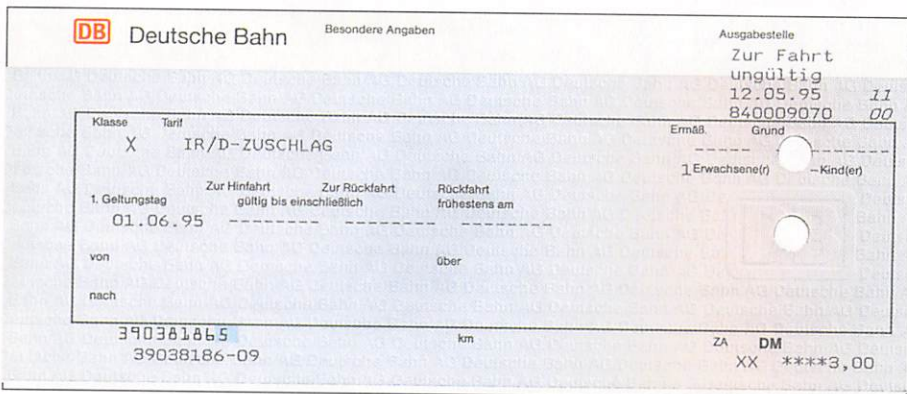 DB Deutsche Bahn Besondere Angaben Ausgabestelle
Zur Fahrt
ungültig
12.05.95 11
840009070 00
Klasse Tarif Ermäß. Grund
X IR/D-ZUSCHLAG ----- -----
1 Erwachsene(r) - Kind(er)
Zur Hinfahrt Zur Rückfahrt Rückfahrt
1. Geltungstag gültig bis einschließlich frühestens am
01.06.95 -------- -------- --------
von über
nach
390381865 km ZA DM
39038186-09 XX ****3,00